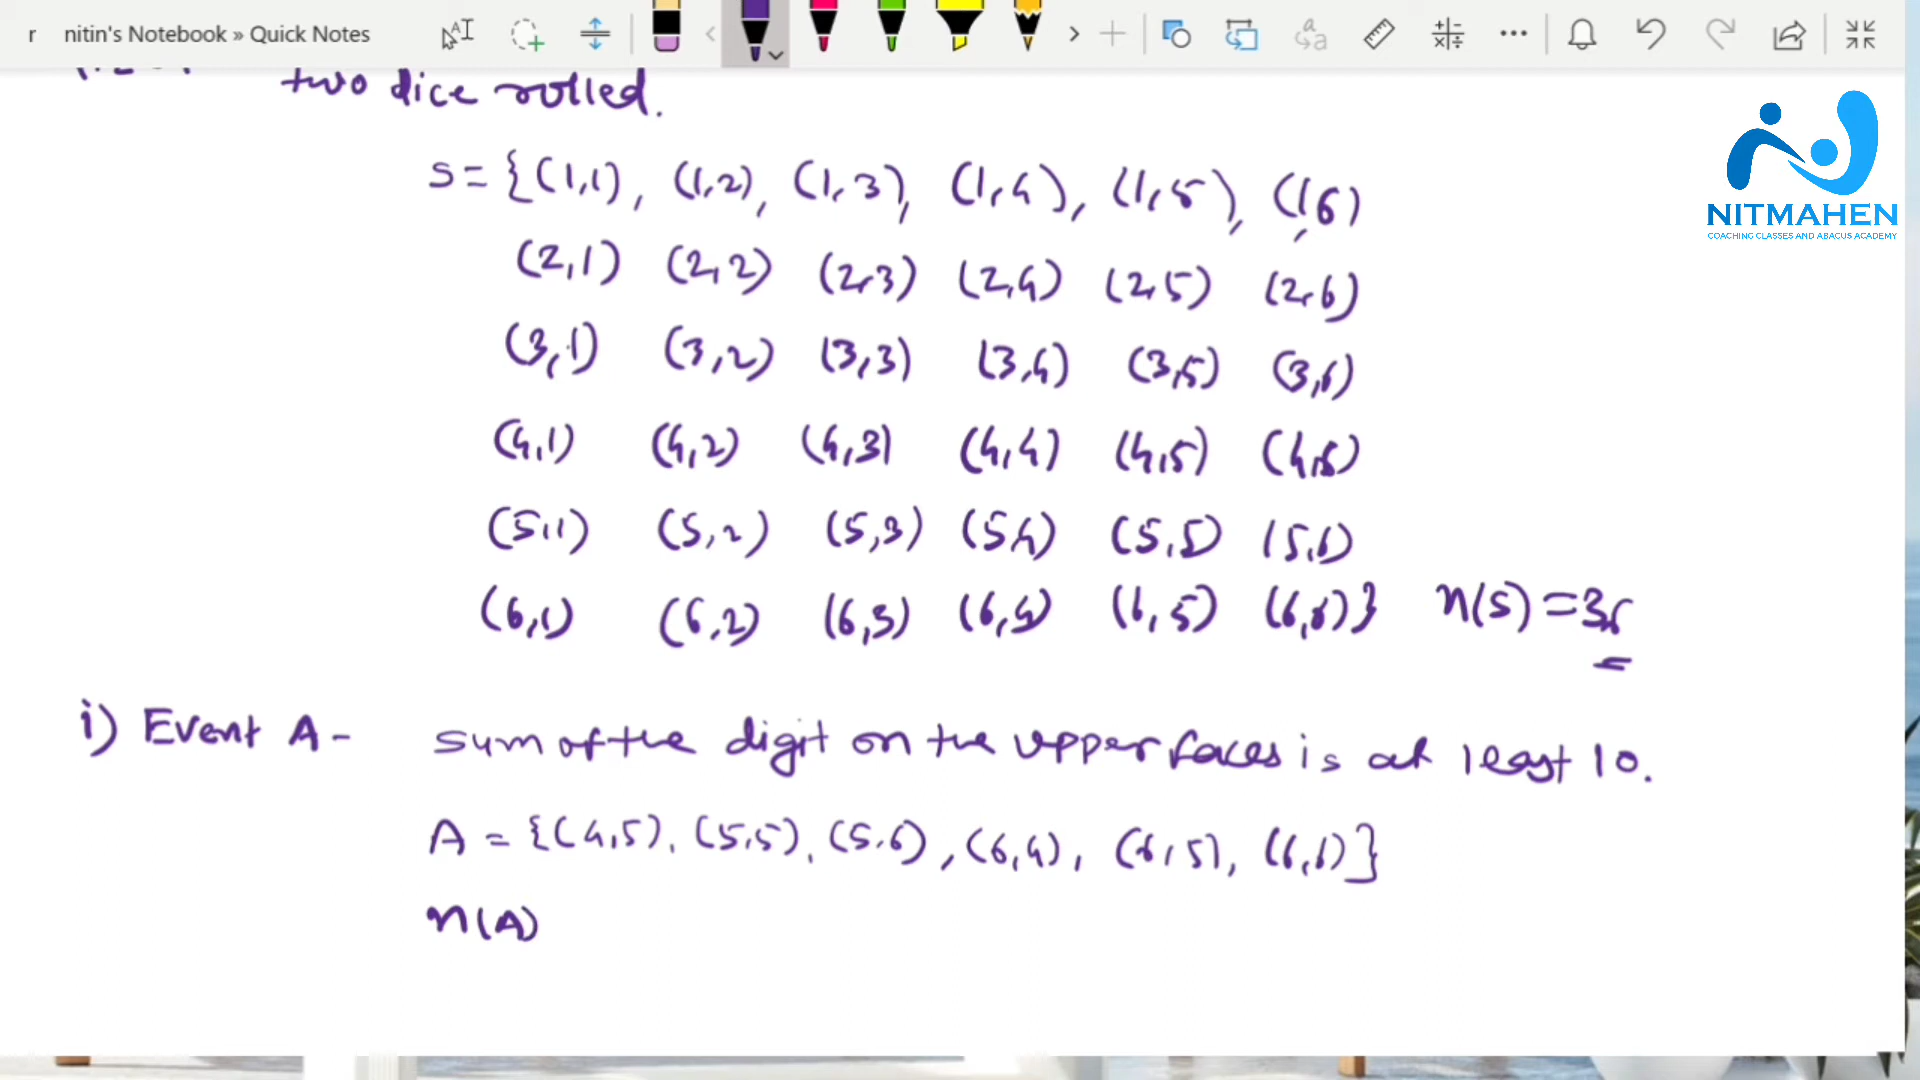 r nitin's Notebook » Quick Notes
two dice rolled.
NITMAHEN
COACHING CLASSES AND ABACUS ACADEMY
S = {(1,1), (1,2), (1,3), (1,4), (1,5), (1,6)
(2,1) (2,2) (2,3) (2,4) (2,5) (2,6)
(3,1) (3,2) (3,3) (3,4) (3,5) (3,6)
(4,1) (4,2) (4,3) (4,4) (4,5) (4,6)
(5,1) (5,2) (5,3) (5,4) (5,5) (5,6)
(6,1) (6,2) (6,3) (6,4) (6,5) (6,6)} n(S) = 36
i) Event A - sum of the digit on the upper faces is at least 10.
A = {(4,5), (5,5), (5,6), (6,4), (6,5), (6,6)}
n(A)